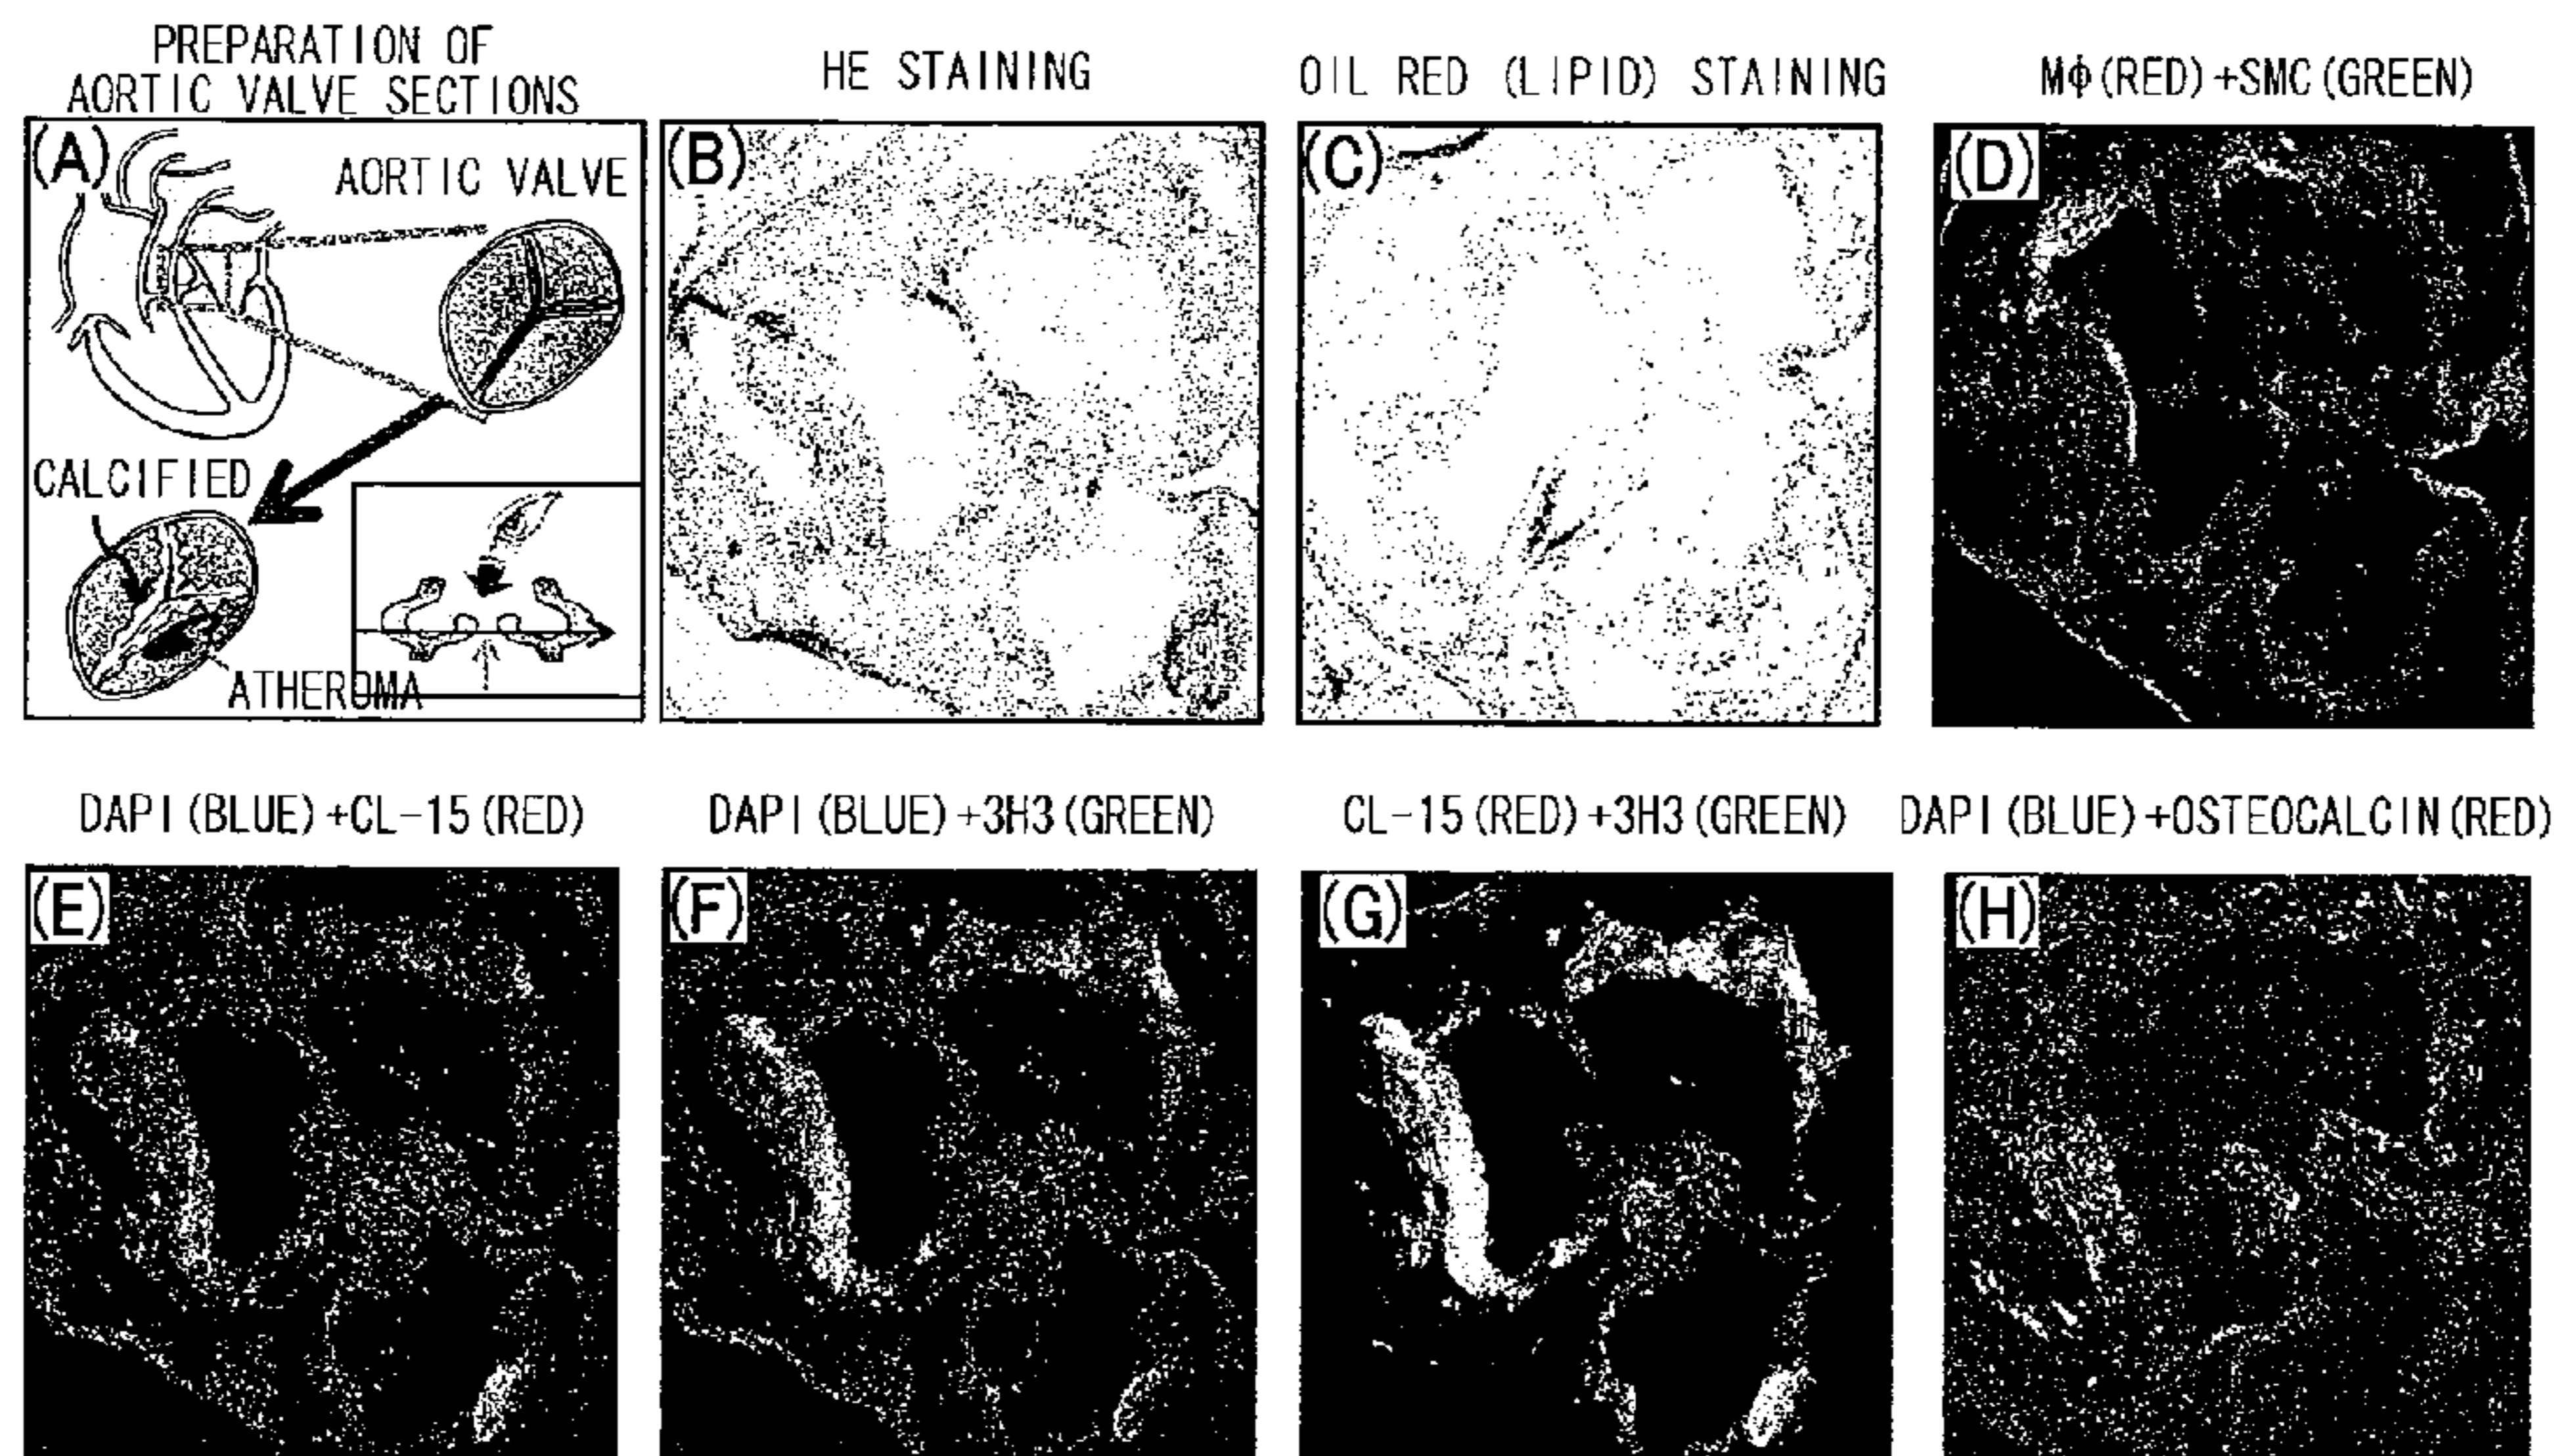 PREPARATION OF
AORTIC VALVE SECTIONS
HE STAINING
OIL RED (LIPID) STAINING
Mφ(RED)+SMC(GREEN)
(A)
AORTIC VALVE
CALCIFIED
ATHEROMA
(B)
(C)
(D)
DAPI(BLUE)+CL-15(RED)
DAPI(BLUE)+3H3(GREEN)
CL-15(RED)+3H3(GREEN)
DAPI(BLUE)+OSTEOCALCIN(RED)
(E)
(F)
(G)
(H)